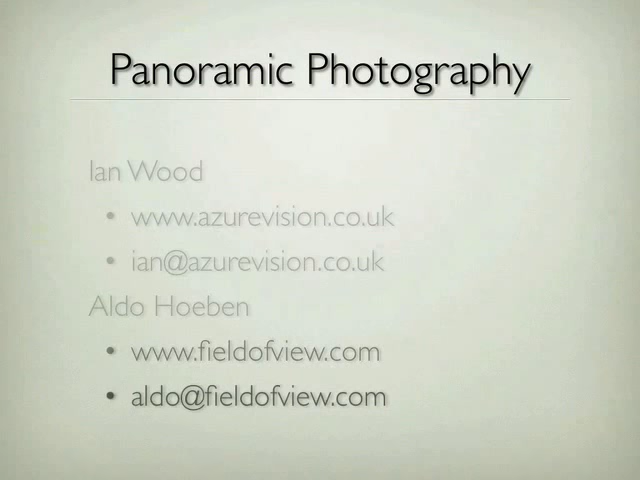 Panoramic Photography
Ian Wood
• www.azurevision.co.uk
• ian@azurevision.co.uk
Aldo Hoeben
• www.fieldofview.com
• aldo@fieldofview.com